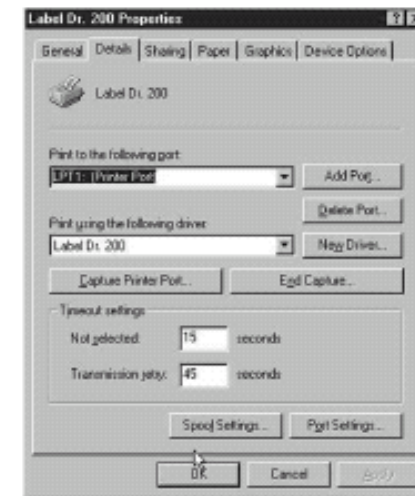 Label Dr. 200 Properties
General Details Sharing Paper Graphics Device Options
Label Dr. 200
Print to the following port:
LPT1: (Printer Port)
Add Port...
Delete Port...
Print using the following driver:
Label Dr. 200
New Driver...
Capture Printer Port... End Capture...
Timeout settings
Not selected: 15 seconds
Transmission retry: 45 seconds
Spool Settings... Port Settings...
OK Cancel Apply